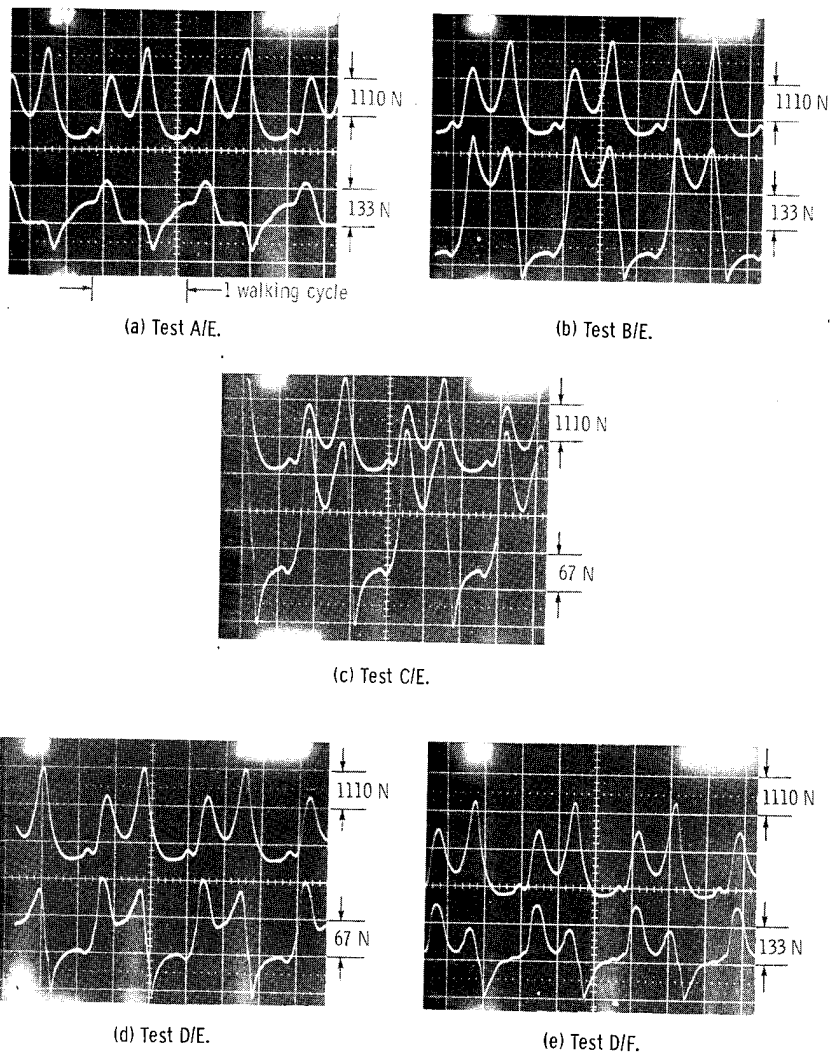 1110 N
133 N
1 walking cycle
(a) Test A/E.
1110 N
133 N
(b) Test B/E.
1110 N
67 N
(c) Test C/E.
1110 N
67 N
(d) Test D/E.
1110 N
133 N
(e) Test D/F.